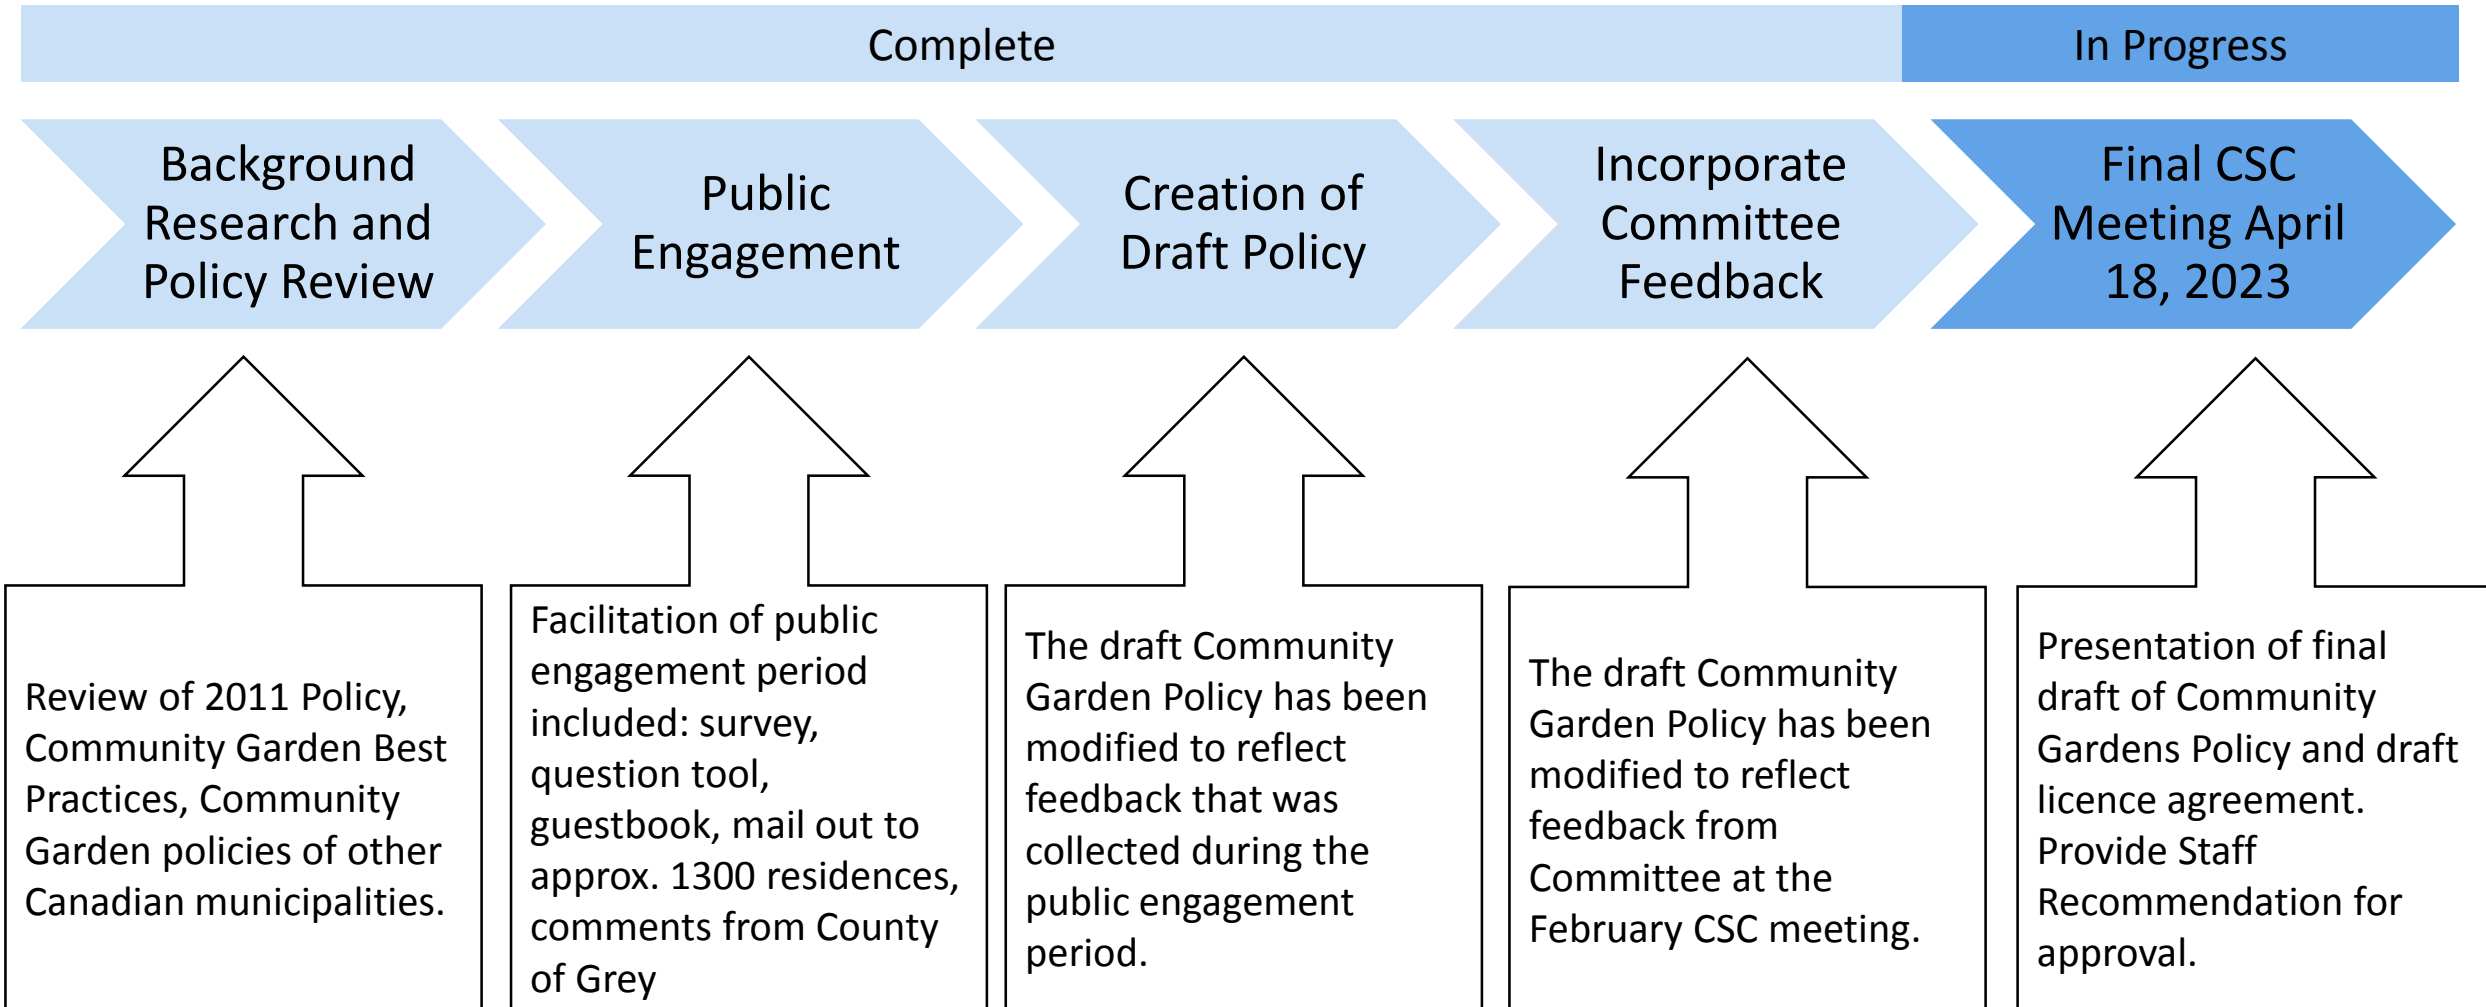 Complete
In Progress
Background
Research and
Policy Review
Public
Engagement
Creation of
Draft Policy
Incorporate
Committee
Feedback
Final CSC
Meeting April
18, 2023
Review of 2011 Policy,
Community Garden Best
Practices, Community
Garden policies of other
Canadian municipalities.
Facilitation of public
engagement period
included: survey,
question tool,
guestbook, mail out to
approx. 1300 residences,
comments from County
of Grey
The draft Community
Garden Policy has been
modified to reflect
feedback that was
collected during the
public engagement
period.
The draft Community
Garden Policy has been
modified to reflect
feedback from
Committee at the
February CSC meeting.
Presentation of final
draft of Community
Gardens Policy and draft
licence agreement.
Provide Staff
Recommendation for
approval.